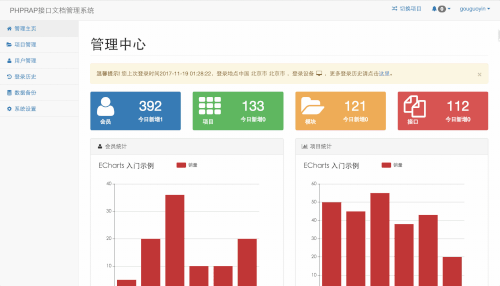 PHPRAP接口文档管理系统
切换项目
0
gouguoyin
管理主页
项目管理
用户管理
登录历史
数据备份
系统设置
管理中心
温馨提示! 您上次登录时间2017-11-19 01:28:22，登录地点中国 北京市 北京市 ，登录设备 ，更多登录历史请点击这里。
×
392
会员
今日新增1
133
项目
今日新增0
121
模块
今日新增0
112
接口
今日新增0
会员统计
ECharts 入门示例
销量
40
30
20
10
项目统计
ECharts 入门示例
销量
60
50
40
30
20
10